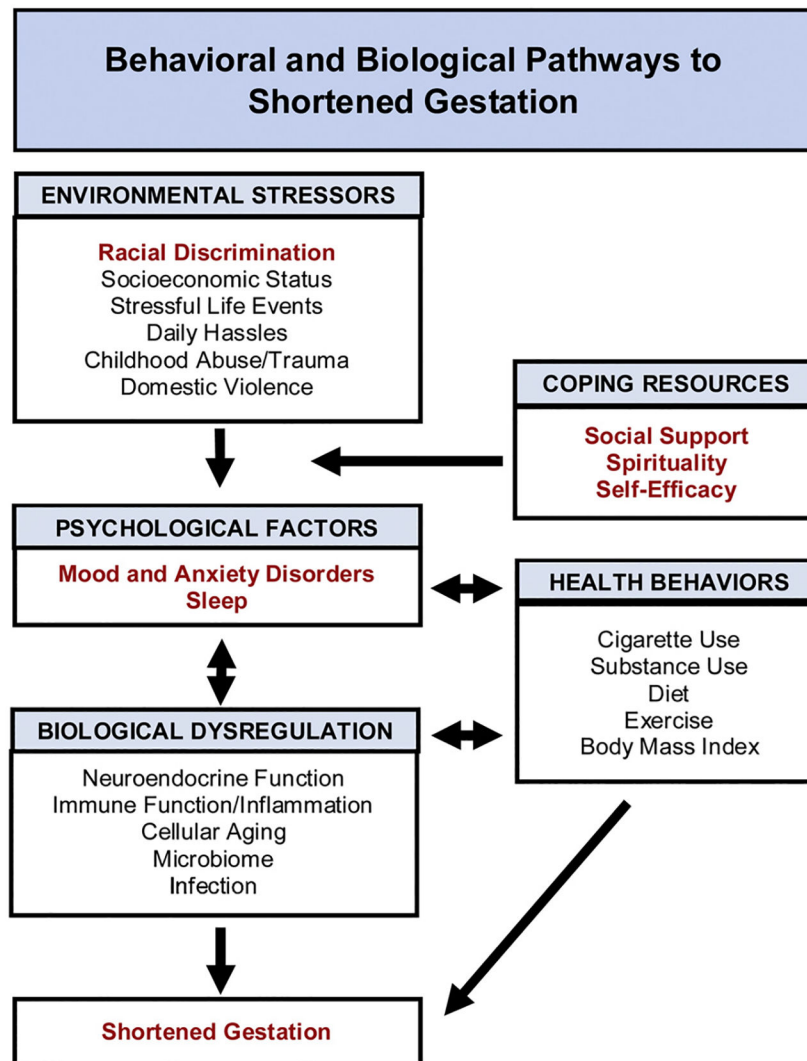 Behavioral and Biological Pathways to
Shortened Gestation
ENVIRONMENTAL STRESSORS
Racial Discrimination
Socioeconomic Status
Stressful Life Events
Daily Hassles
Childhood Abuse/Trauma
Domestic Violence
COPING RESOURCES
Social Support
Spirituality
Self-Efficacy
PSYCHOLOGICAL FACTORS
Mood and Anxiety Disorders
Sleep
HEALTH BEHAVIORS
Cigarette Use
Substance Use
Diet
Exercise
Body Mass Index
BIOLOGICAL DYSREGULATION
Neuroendocrine Function
Immune Function/Inflammation
Cellular Aging
Microbiome
Infection
Shortened Gestation